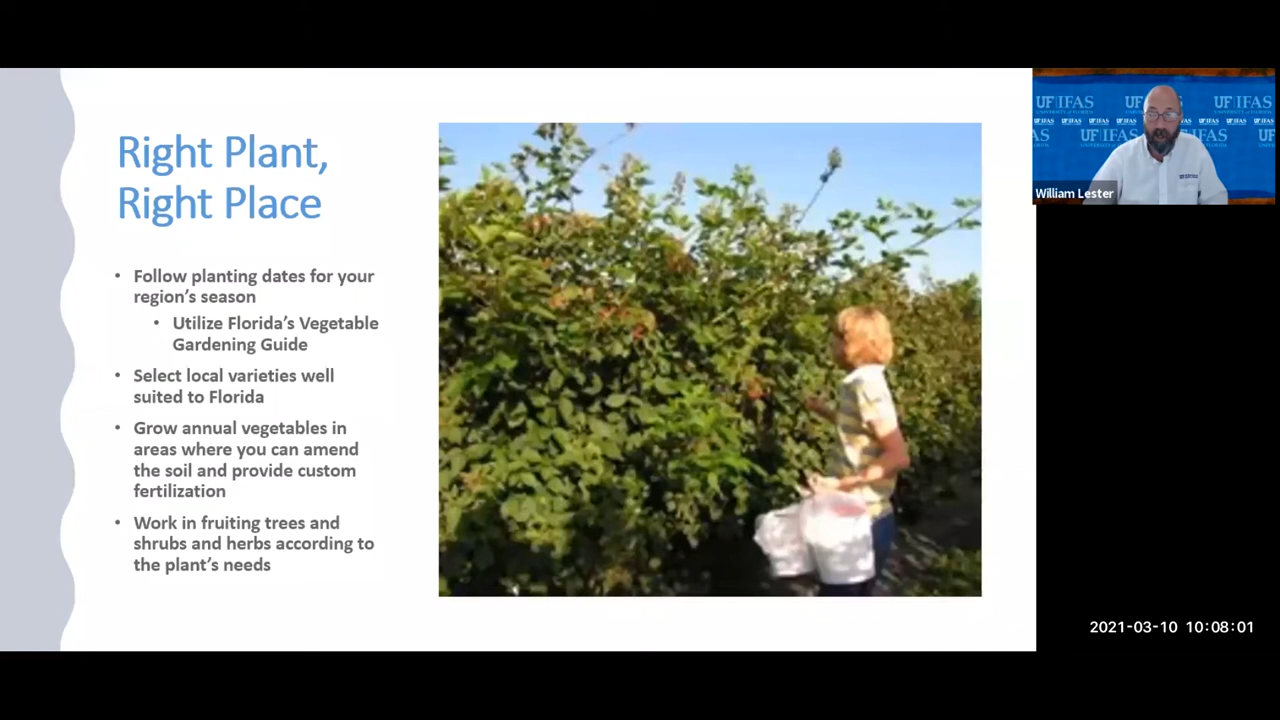 Right Plant,
Right Place
• Follow planting dates for your
region's season
• Utilize Florida's Vegetable
Gardening Guide
• Select local varieties well
suited to Florida
• Grow annual vegetables in
areas where you can amend
the soil and provide custom
fertilization
• Work in fruiting trees and
shrubs and herbs according to
the plant's needs
UF|IFAS
UNIVERSITY of FLORIDA
William Lester
2021-03-10 10:08:01